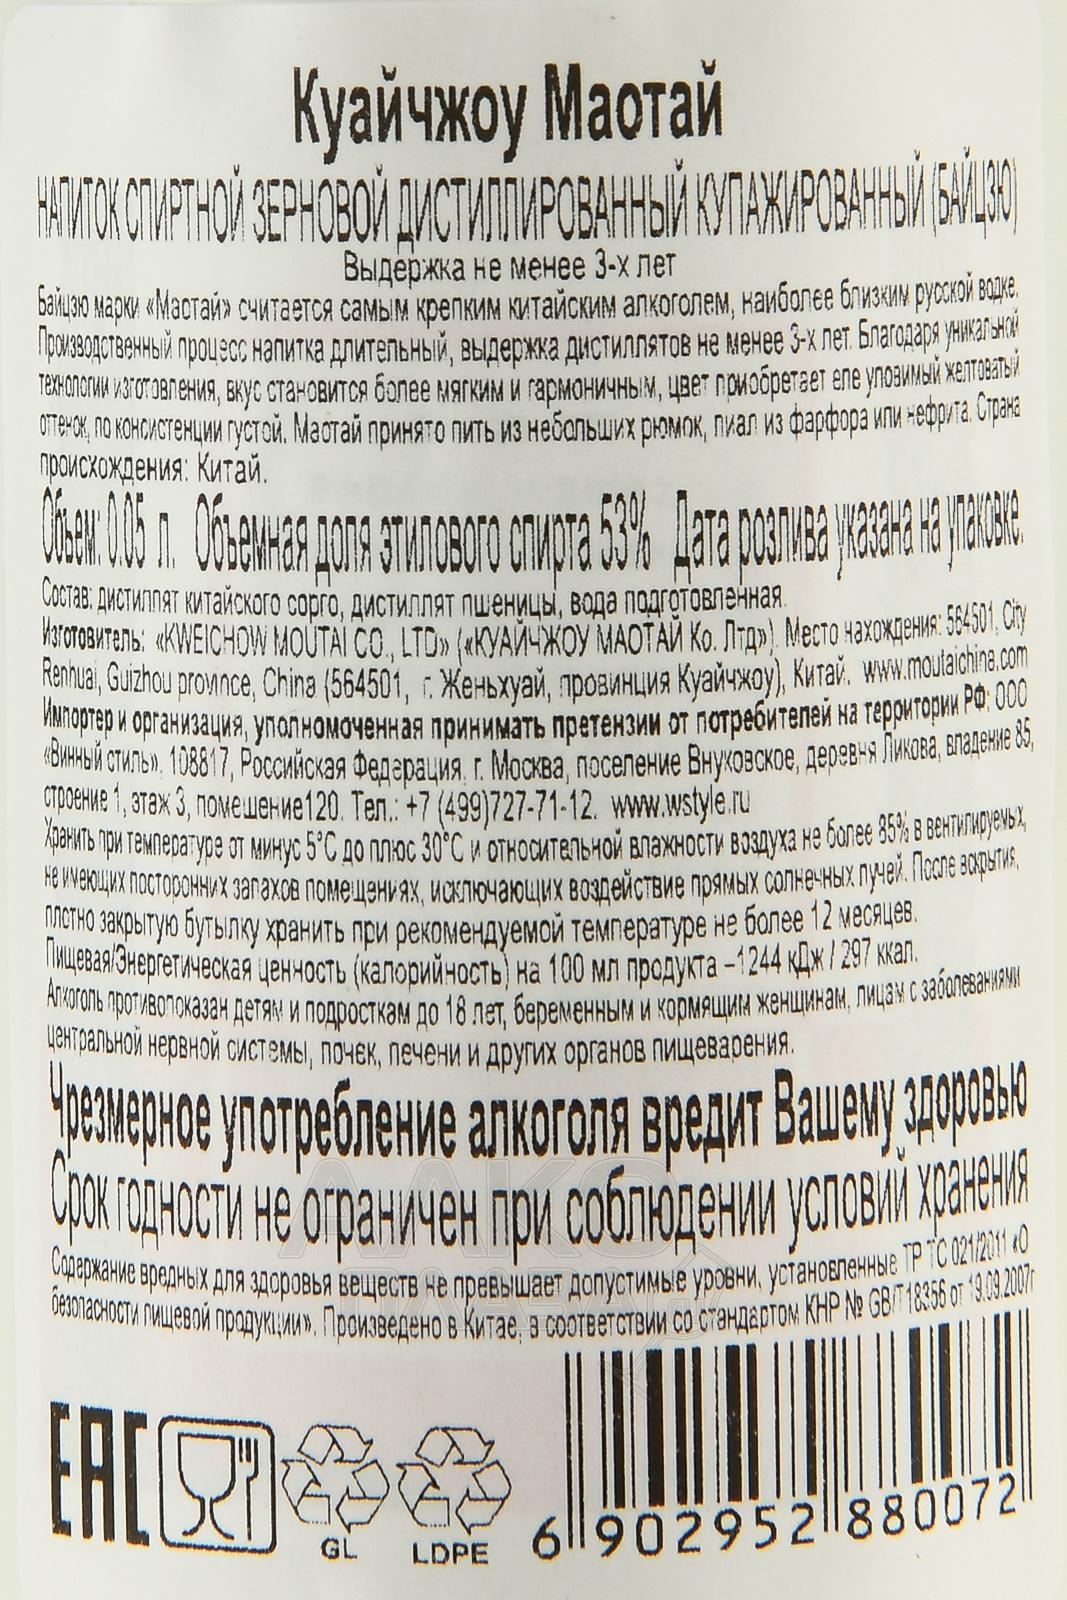 Куайчжоу Маотай
НАПИТОК СПИРТНОЙ ЗЕРНОВОЙ ДИСТИЛЛИРОВАННЫЙ КУПАЖИРОВАННЫЙ (БАЙЦЗЮ)
Выдержка не менее 3-х лет
Байцзю марки «Маотай» считается самым крепким китайским алкоголем, наиболее близким русской водке.
Производственный процесс напитка длительный, выдержка дистиллятов не менее 3-х лет. Благодаря уникальной
технологии изготовления, вкус становится более мягким и гармоничным, цвет приобретает еле уловимый желтоватый
оттенок, по консистенции густой. Маотай принято пить из небольших рюмок, пиал из фарфора или нефрита. Страна
происхождения: Китай.
Объем: 0.05 л. Объемная доля этилового спирта 53% Дата розлива указана на упаковке.
Состав: дистиллят китайского сорго, дистиллят пшеницы, вода подготовленная.
Изготовитель: «KWEICHOW MOUTAI CO., LTD» («КУАЙЧЖОУ МАОТАЙ Ко. Лтд»). Место нахождения: 564501, City
Renhuai, Guizhou province, China (564501, г. Женьхуай, провинция Куайчжоу), Китай. www.moutaichina.com
Импортер и организация, уполномоченная принимать претензии от потребителей на территории РФ: ООО
«Винный стиль», 108817, Российская Федерация, г. Москва, поселение Внуковское, деревня Ликова, владение 85,
строение 1, этаж 3, помещение120. Тел.: +7 (499)727-71-12. www.wstyle.ru
Хранить при температуре от минус 5°С до плюс 30°С и относительной влажности воздуха не более 85% в вентилируемых,
не имеющих посторонних запахов помещениях, исключающих воздействие прямых солнечных лучей. После вскрытия,
плотно закрытую бутылку хранить при рекомендуемой температуре не более 12 месяцев.
Пищевая/Энергетическая ценность (калорийность) на 100 мл продукта –1244 кДж / 297 ккал.
Алкоголь противопоказан детям и подросткам до 18 лет, беременным и кормящим женщинам, лицам с заболеваниями
центральной нервной системы, почек, печени и других органов пищеварения.
Чрезмерное употребление алкоголя вредит Вашему здоровью
Срок годности не ограничен при соблюдении условий хранения
Содержание вредных для здоровья веществ не превышает допустимые уровни, установленные ТР ТС 021/2011 «О
безопасности пищевой продукции». Произведено в Китае, в соответствии со стандартом КНР № GB/T18356 от 19.09.2007г
АЛКО
ПЛАЗА
EAC
GL
LDPE
6 902952 880072